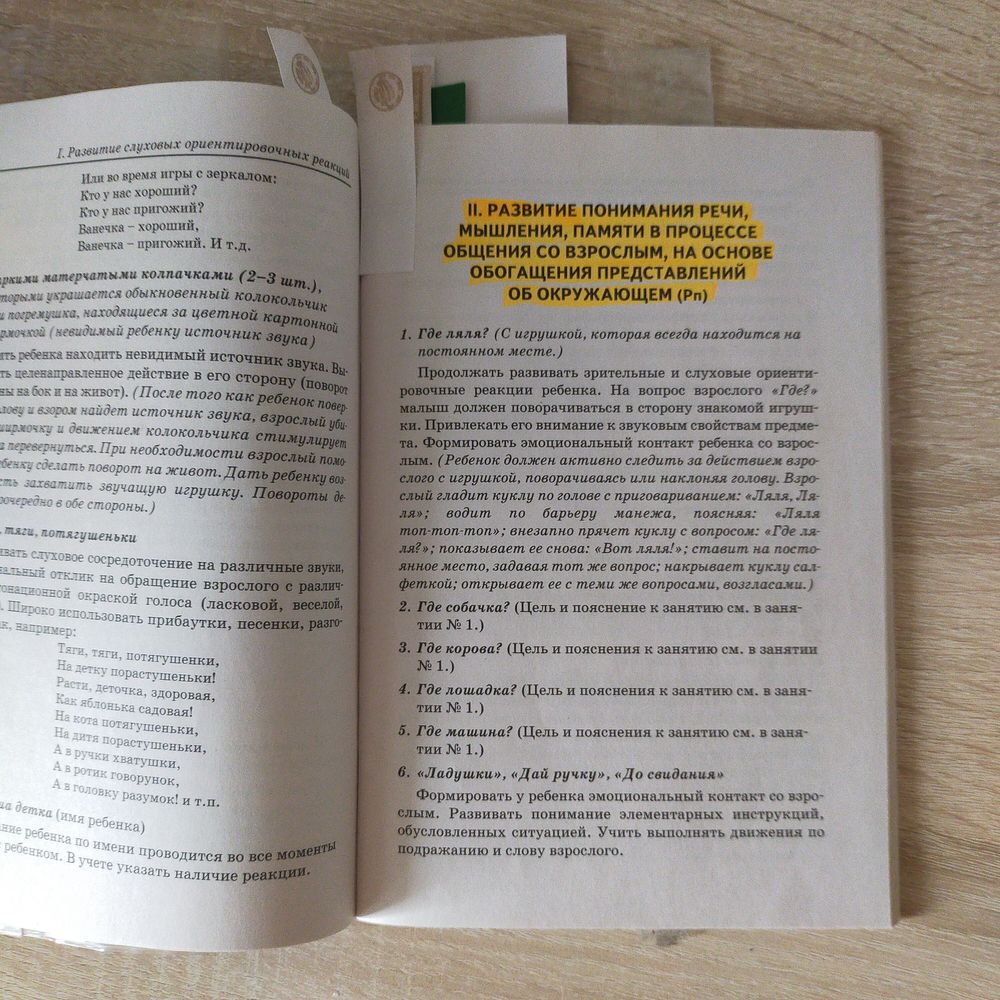 I. Развитие слуховых ориентировочных реакций
Или во время игры с зеркалом:
Кто у нас хороший?
Кто у нас пригожий?
Ванечка – хороший,
Ванечка – пригожий. И т.д.
матерчатыми колпачками (2–3 шт.),
украшается обыкновенный колокольчик
погремушка, находящиеся за цветной картонной
(невидимый ребенку источник звука)
ребенка находить невидимый источник звука. Вы-
целенаправленное действие в его сторону (поворот
на бок и на живот). (После того как ребенок повер-
и взором найдет источник звука, взрослый уби-
и движением колокольчика стимулирует
перевернуться. При необходимости взрослый помо-
сделать поворот на живот. Дать ребенку воз-
захватить звучащую игрушку. Повороты де-
в обе стороны.)
тяги, потягушеньки
слуховое сосредоточение на различные звуки,
отклик на обращение взрослого с различ-
окраской голоса (ласковой, веселой,
Широко использовать прибаутки, песенки, разго-
например:
Тяги, тяги, потягушенки,
На детку порастушеньки!
Расти, деточка, здоровая,
Как яблонька садовая!
На кота потягушеньки,
На дитя порастушеньки,
А в ручки хватушки,
А в ротик говорунок,
А в головку разумок! и т.п.
детка (имя ребенка)
ребенка по имени проводится во все моменты
с ребенком. В учете указать наличие реакции.
II. РАЗВИТИЕ ПОНИМАНИЯ РЕЧИ,
МЫШЛЕНИЯ, ПАМЯТИ В ПРОЦЕССЕ
ОБЩЕНИЯ СО ВЗРОСЛЫМ, НА ОСНОВЕ
ОБОГАЩЕНИЯ ПРЕДСТАВЛЕНИЙ
ОБ ОКРУЖАЮЩЕМ (Рп)
1. Где ляля? (С игрушкой, которая всегда находится на
постоянном месте.)
Продолжать развивать зрительные и слуховые ориенти-
ровочные реакции ребенка. На вопрос взрослого «Где?»
малыш должен поворачиваться в сторону знакомой игруш-
ки. Привлекать его внимание к звуковым свойствам предме-
та. Формировать эмоциональный контакт ребенка со взрос-
лым. (Ребенок должен активно следить за действием взро-
слого с игрушкой, поворачиваясь или наклоняя голову. Взро-
слый гладит куклу по голове с приговариванием: «Ляля, Ля-
ля»; водит по барьеру манежа, поясняя: «Ляля
топ-топ-топ»; внезапно прячет куклу с вопросом: «Где ля-
ля?»; показывает ее снова: «Вот ляля!»; ставит на посто-
янное место, задавая тот же вопрос; накрывает куклу сал-
феткой; открывает ее с теми же вопросами, возгласами.)
2. Где собачка? (Цель и пояснение к занятию см. в заня-
тии № 1.)
3. Где корова? (Цель и пояснения к занятию см. в занятии
№ 1.)
4. Где лошадка? (Цель и пояснения к занятию см. в заня-
тии № 1.)
5. Где машина? (Цель и пояснения к занятию см. в заня-
тии № 1.)
6. «Ладушки», «Дай ручку», «До свидания»
Формировать у ребенка эмоциональный контакт со взро-
слым. Развивать понимание элементарных инструкций,
обусловленных ситуацией. Учить выполнять движения по
подражанию и слову взрослого.